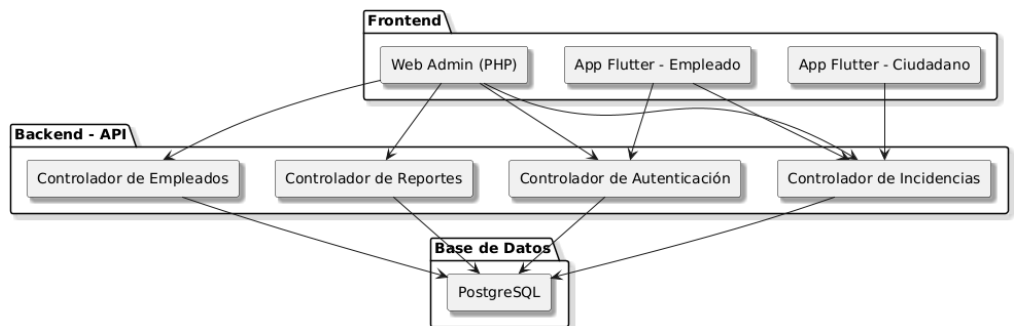 Frontend
Web Admin (PHP)
App Flutter - Empleado
App Flutter - Ciudadano
Backend - API
Controlador de Empleados
Controlador de Reportes
Controlador de Autenticación
Controlador de Incidencias
Base de Datos
PostgreSQL